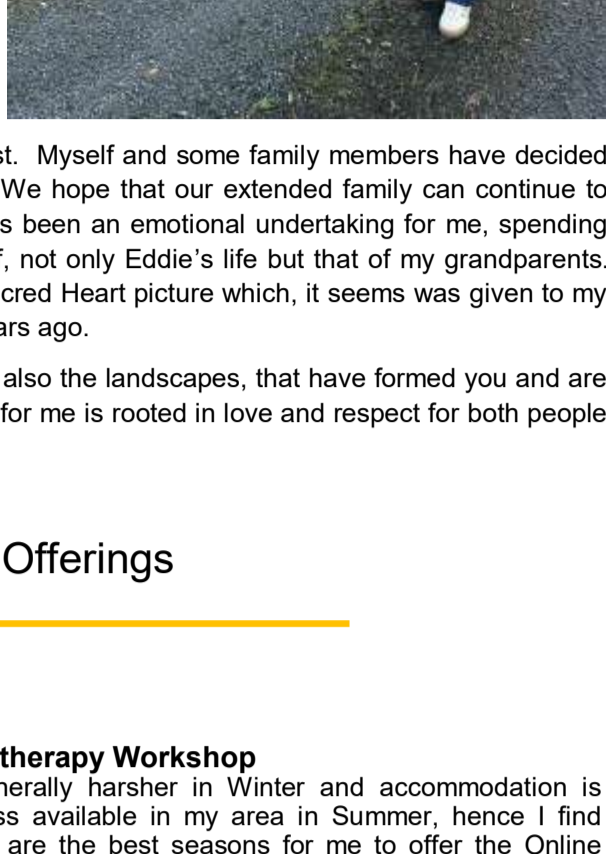 st. Myself and some family members have decided
We hope that our extended family can continue to
s been an emotional undertaking for me, spending
f, not only Eddie’s life but that of my grandparents.
cred Heart picture which, it seems was given to my
ars ago.
also the landscapes, that have formed you and are
for me is rooted in love and respect for both people
Offerings
therapy Workshop
nerally harsher in Winter and accommodation is
ss available in my area in Summer, hence I find
are the best seasons for me to offer the Online